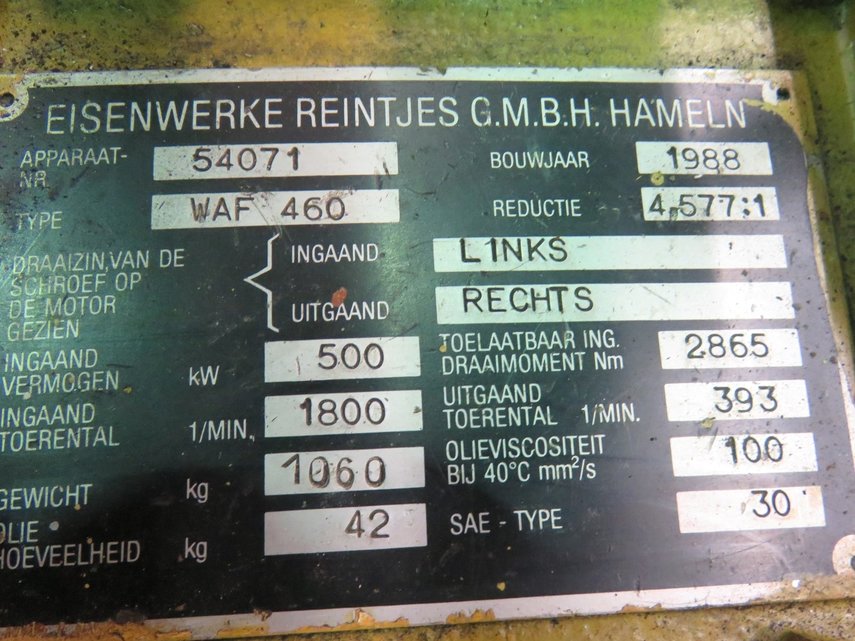 EISENWERKE REINTJES G.M.B.H. HAMELN
APPARAAT-NR. 54071 BOUWJAAR 1988
TYPE WAF 460 REDUCTIE 4,577:1
DRAAIZIN, VAN DE SCHROEF OP DE MOTOR GEZIEN
INGAAND L1NKS
UITGAAND RECHTS
INGAAND VERMOGEN kW 500 TOELAATBAAR ING. DRAAIMOMENT Nm 2865
INGAAND TOERENTAL 1/MIN. 1800 UITGAAND TOERENTAL 1/MIN. 393
GEWICHT kg 1060 OLIEVISCOSITEIT BIJ 40°C mm²/s 100
OLIE HOEVEELHEID kg 42 SAE - TYPE 30